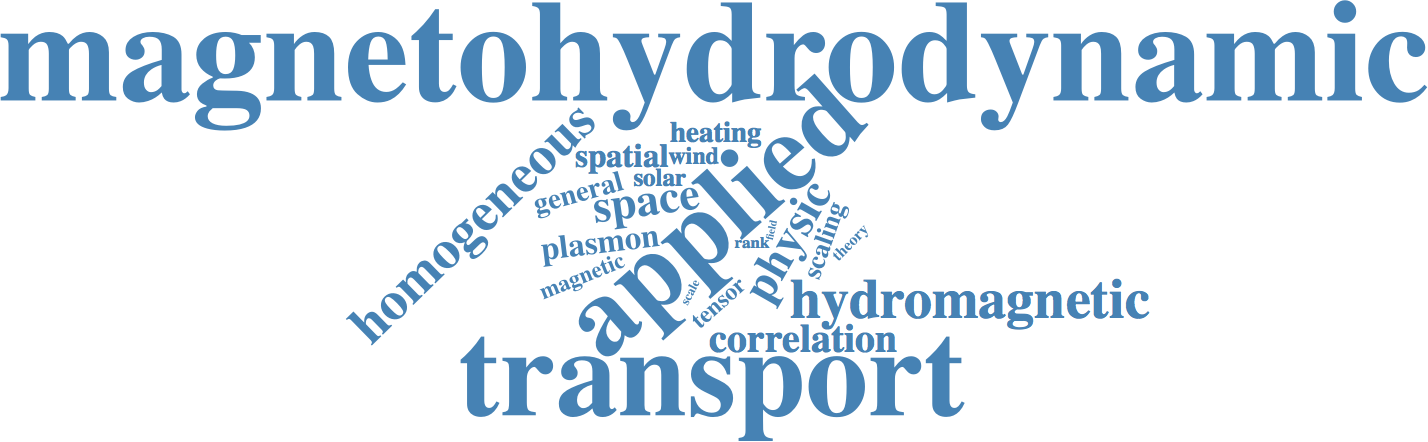 magnetohydrodynamic
applied
homogeneous
heating
spatial
wind
solar
general
space
plasmon
magnetic
rank
field
physic
scaling
theory
scale
tensor
hydromagnetic
correlation
transport